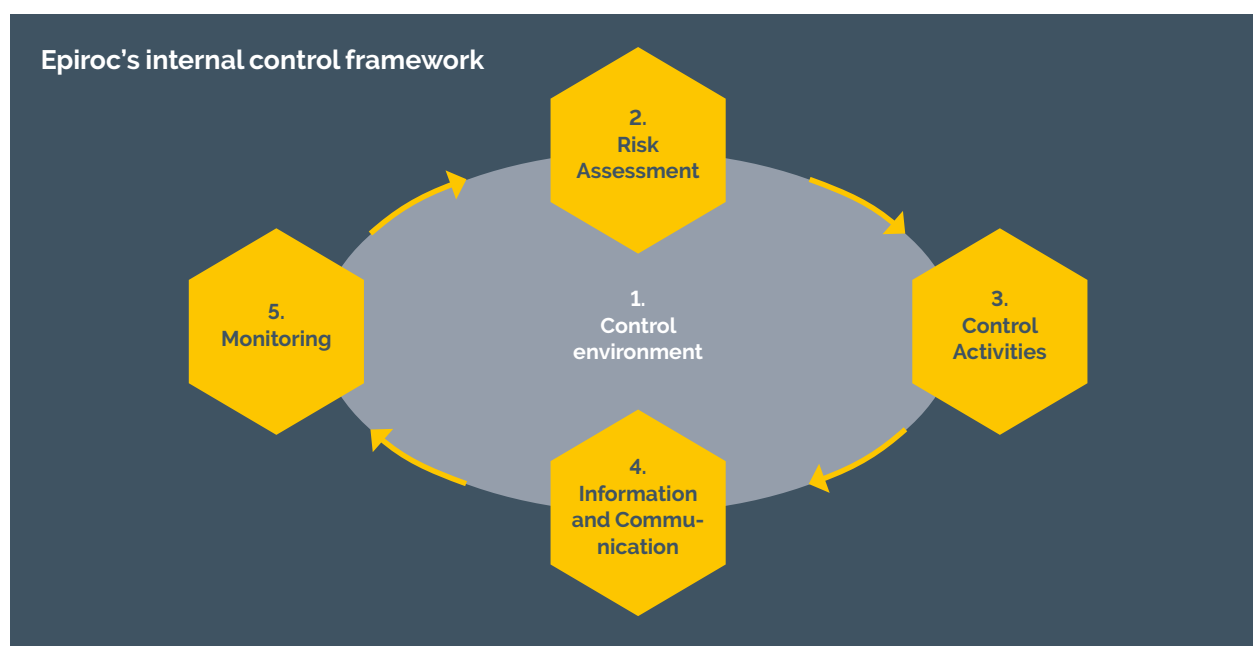 Epiroc's internal control framework
2.
Risk
Assessment
1.
Control
environment
3.
Control
Activities
4.
Information
and Commu-
nication
5.
Monitoring